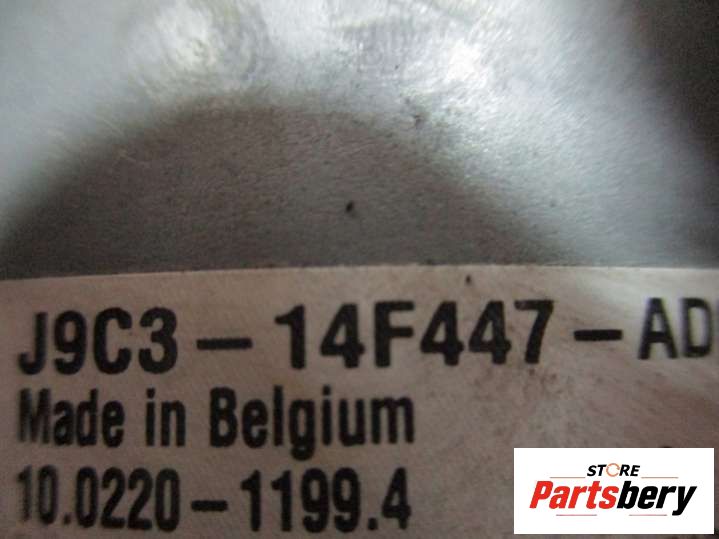 J9C3-14F447-AD
Made in Belgium
10.0220-1199.4
STORE
Partsbery